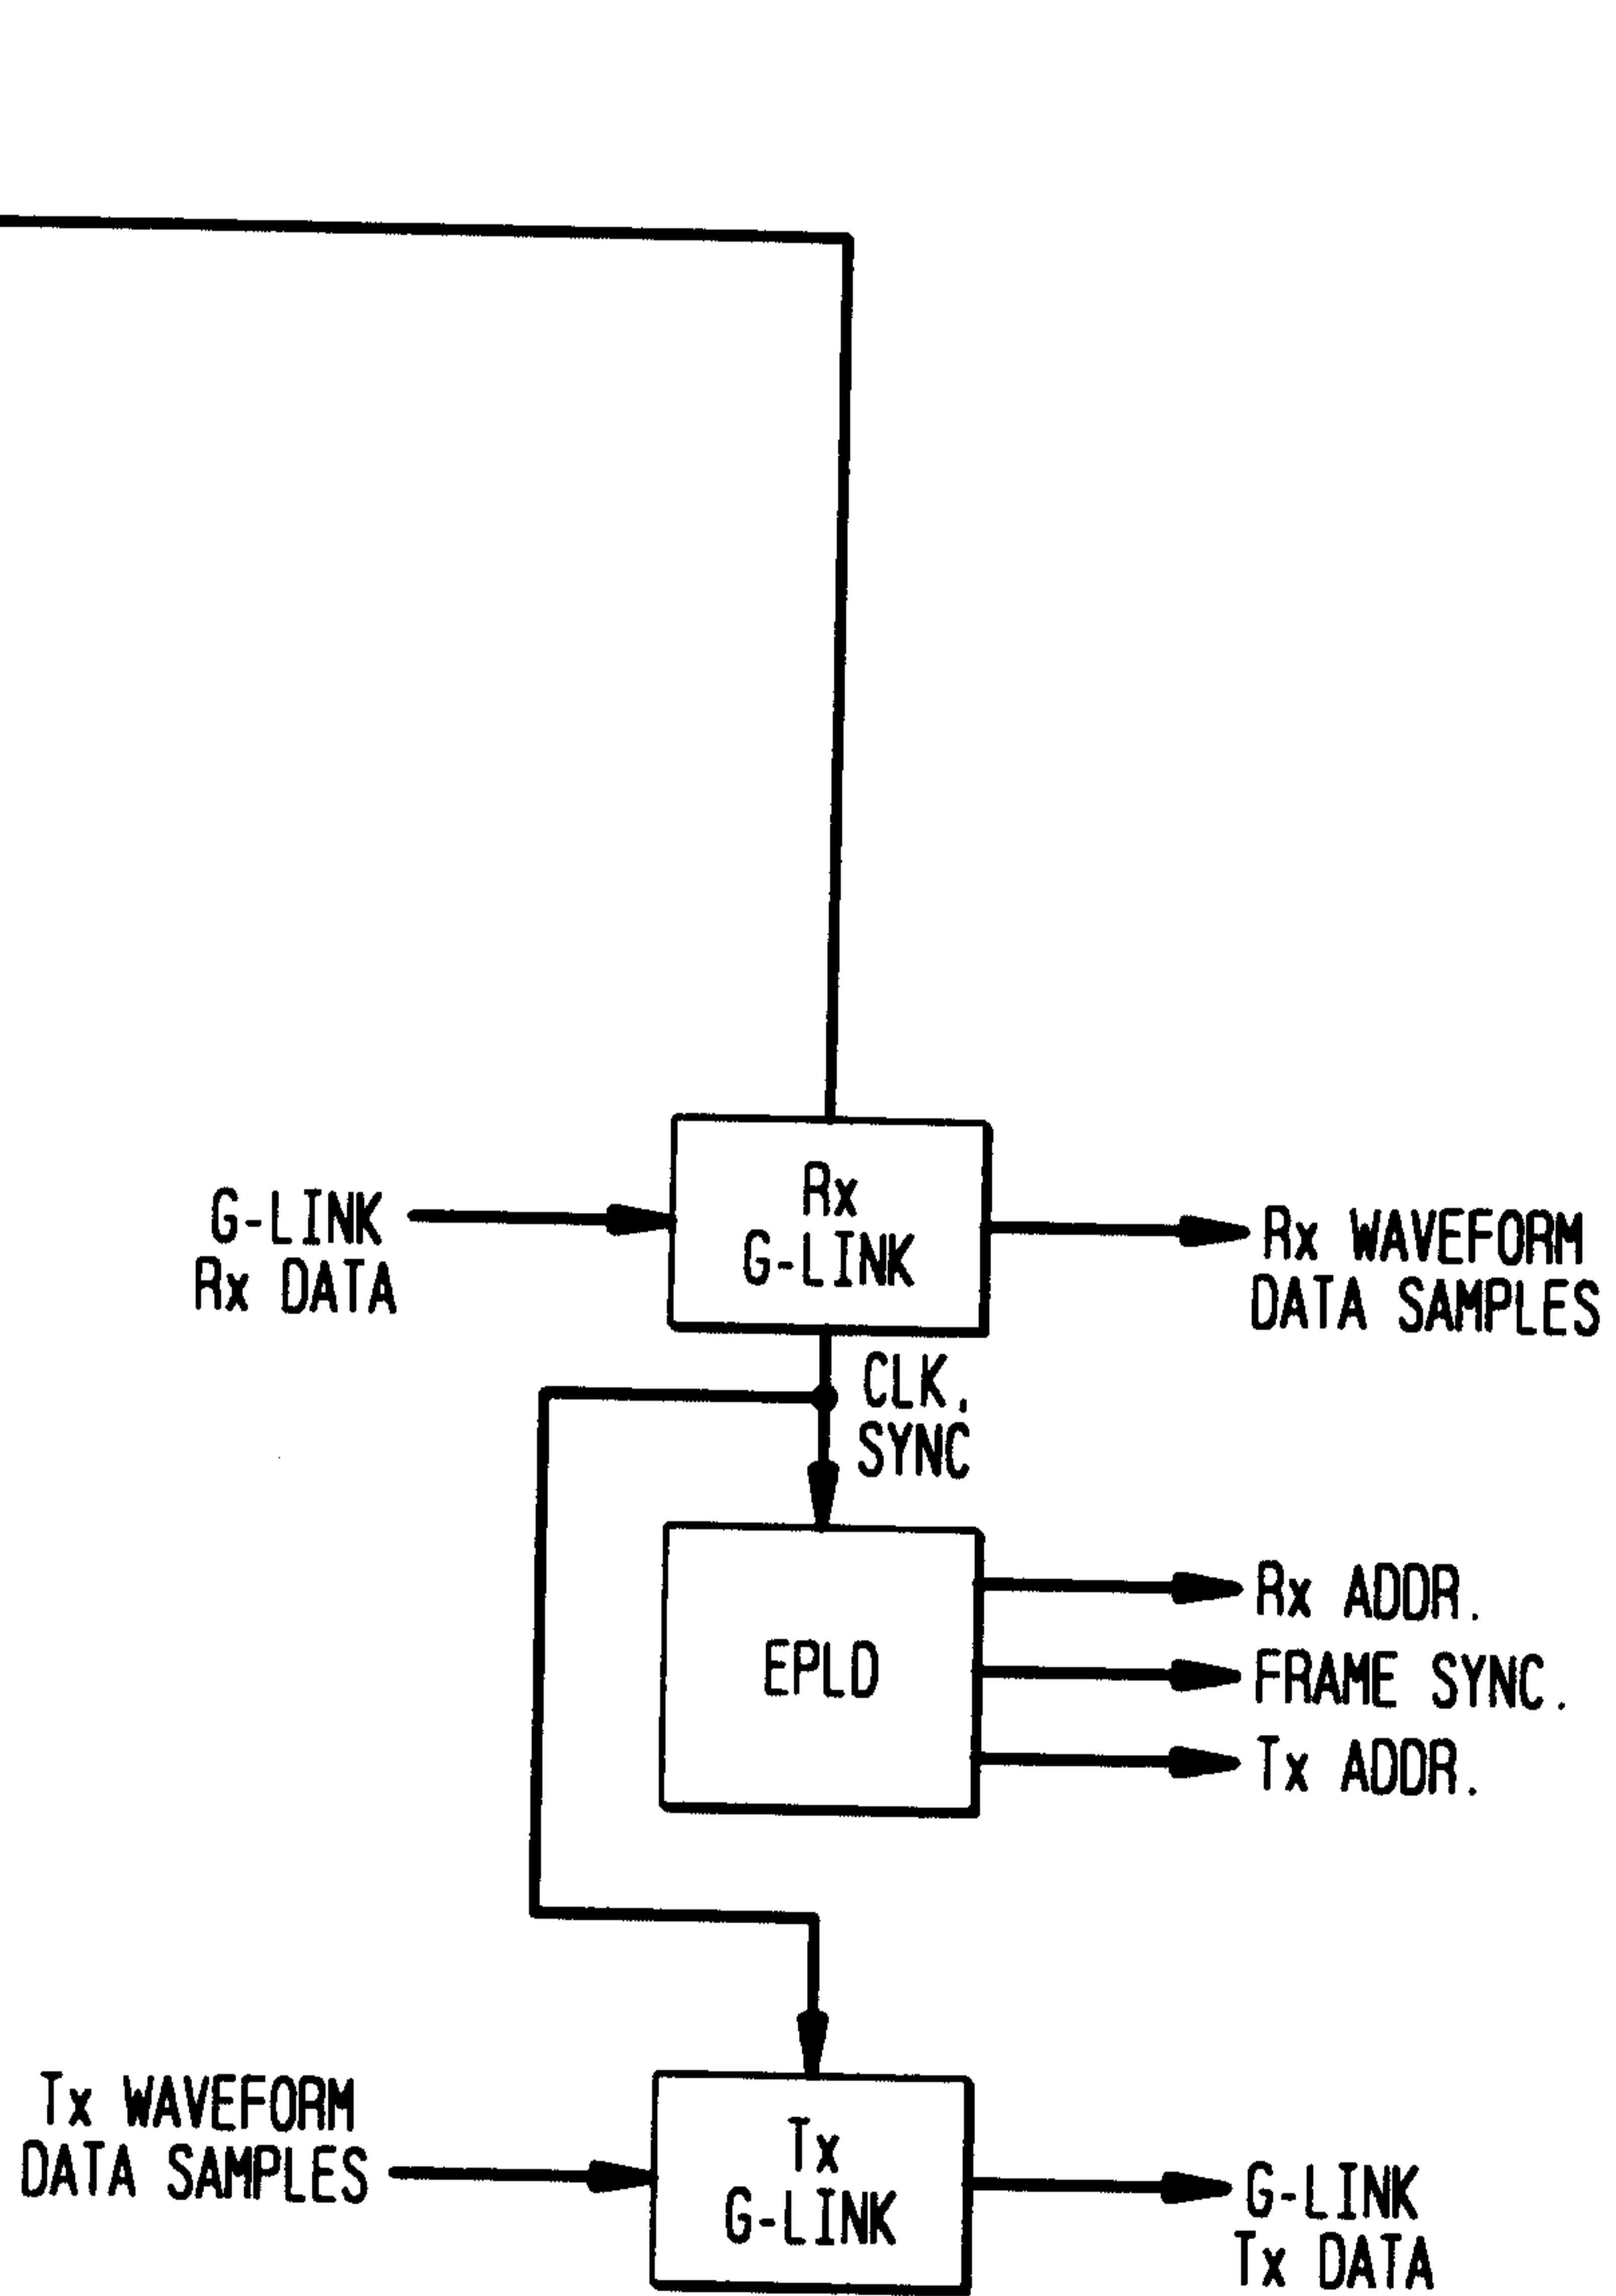 G-LINK
Rx DATA
Rx
G-LINK
Rx WAVEFORM
DATA SAMPLES
CLK,
SYNC
EPLD
Rx ADDR.
FRAME SYNC.
Tx ADDR.
Tx WAVEFORM
DATA SAMPLES
Tx
G-LINK
G-LINK
Tx DATA